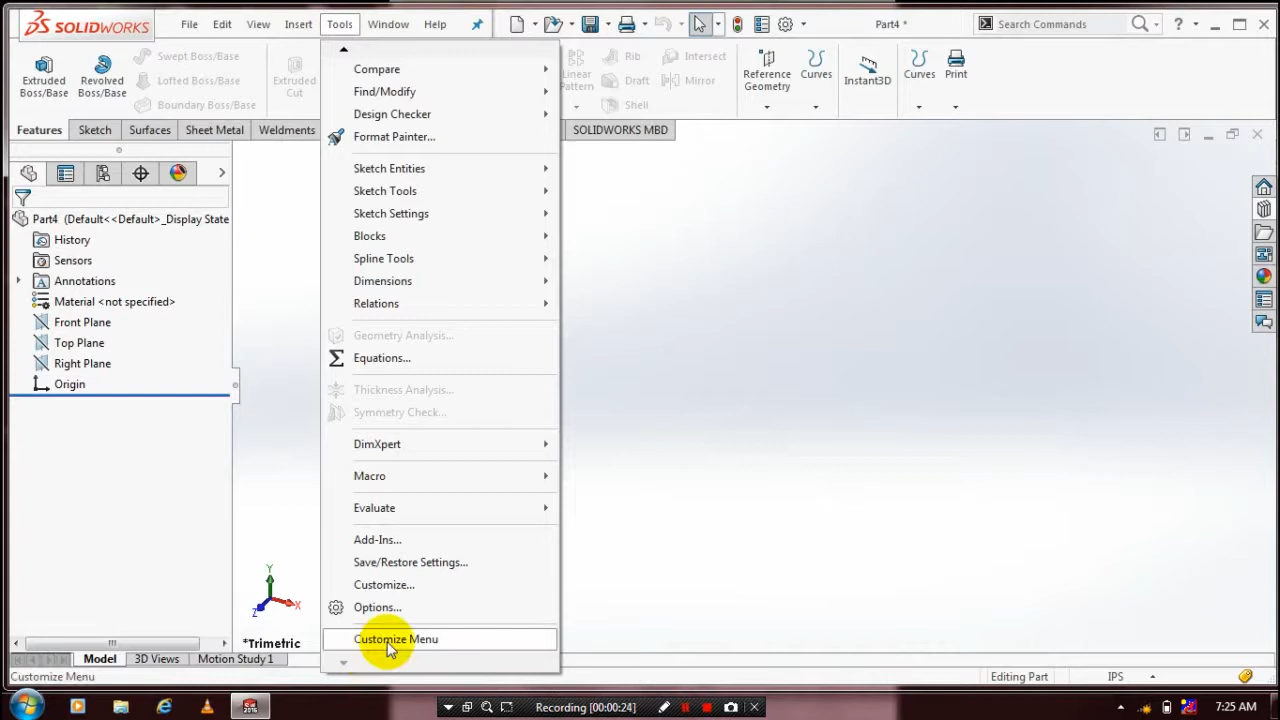 SOLIDWORKS File Edit View Insert Tools Window Help Part4 * Search Commands
Extruded Boss/Base
Revolved Boss/Base
Swept Boss/Base
Lofted Boss/Base
Boundary Boss/Base
Extruded Cut
Linear Pattern
Rib
Draft
Shell
Intersect
Mirror
Reference Geometry
Curves
Instant3D
Curves
Print
Features Sketch Surfaces Sheet Metal Weldments SOLIDWORKS MBD
Part4 (Default<<Default>_Display State
History
Sensors
Annotations
Material <not specified>
Front Plane
Top Plane
Right Plane
Origin
Compare
Find/Modify
Design Checker
Format Painter...
Sketch Entities
Sketch Tools
Sketch Settings
Blocks
Spline Tools
Dimensions
Relations
Geometry Analysis...
Equations...
Thickness Analysis...
Symmetry Check...
DimXpert
Macro
Evaluate
Add-Ins...
Save/Restore Settings...
Customize...
Options...
Customize Menu
Y
X
Z
*Trimetric
Model 3D Views Motion Study 1
Customize Menu Editing Part IPS
2016 Recording [00:00:24] 7:25 AM